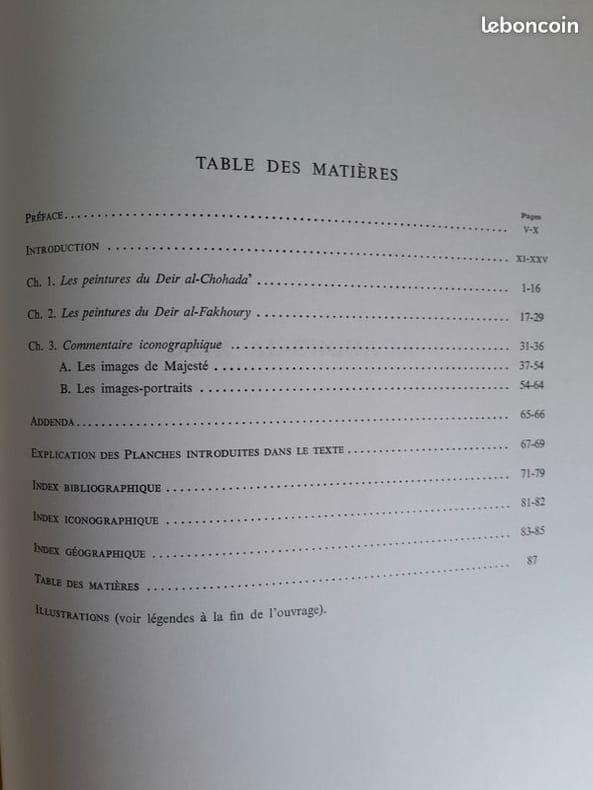 leboncoin
TABLE DES MATIÈRES
Pages
PRÉFACE V-X
INTRODUCTION XI-XXV
Ch. 1. Les peintures du Deir al-Chohada' 1-16
Ch. 2. Les peintures du Deir al-Fakhoury 17-29
Ch. 3. Commentaire iconographique 31-36
A. Les images de Majesté 37-54
B. Les images-portraits 54-64
ADDENDA 65-66
EXPLICATION DES PLANCHES INTRODUITES DANS LE TEXTE 67-69
INDEX BIBLIOGRAPHIQUE 71-79
INDEX ICONOGRAPHIQUE 81-82
INDEX GÉOGRAPHIQUE 83-85
TABLE DES MATIÈRES 87
ILLUSTRATIONS (voir légendes à la fin de l'ouvrage).